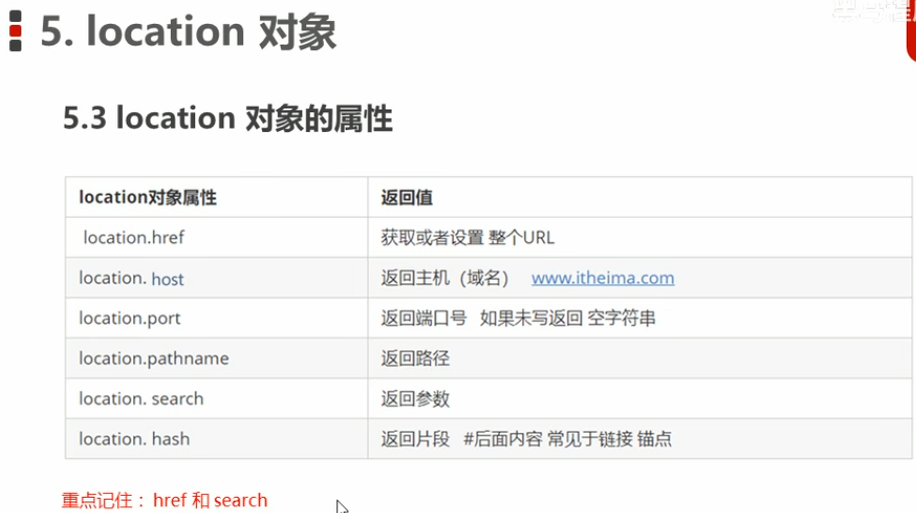 5. location 对象
5.3 location 对象的属性
location对象属性 返回值
location.href 获取或者设置 整个URL
location. host 返回主机（域名） www.itheima.com
location.port 返回端口号 如果未写返回 空字符串
location.pathname 返回路径
location. search 返回参数
location. hash 返回片段 #后面内容 常见于链接 锚点
重点记住： href 和 search